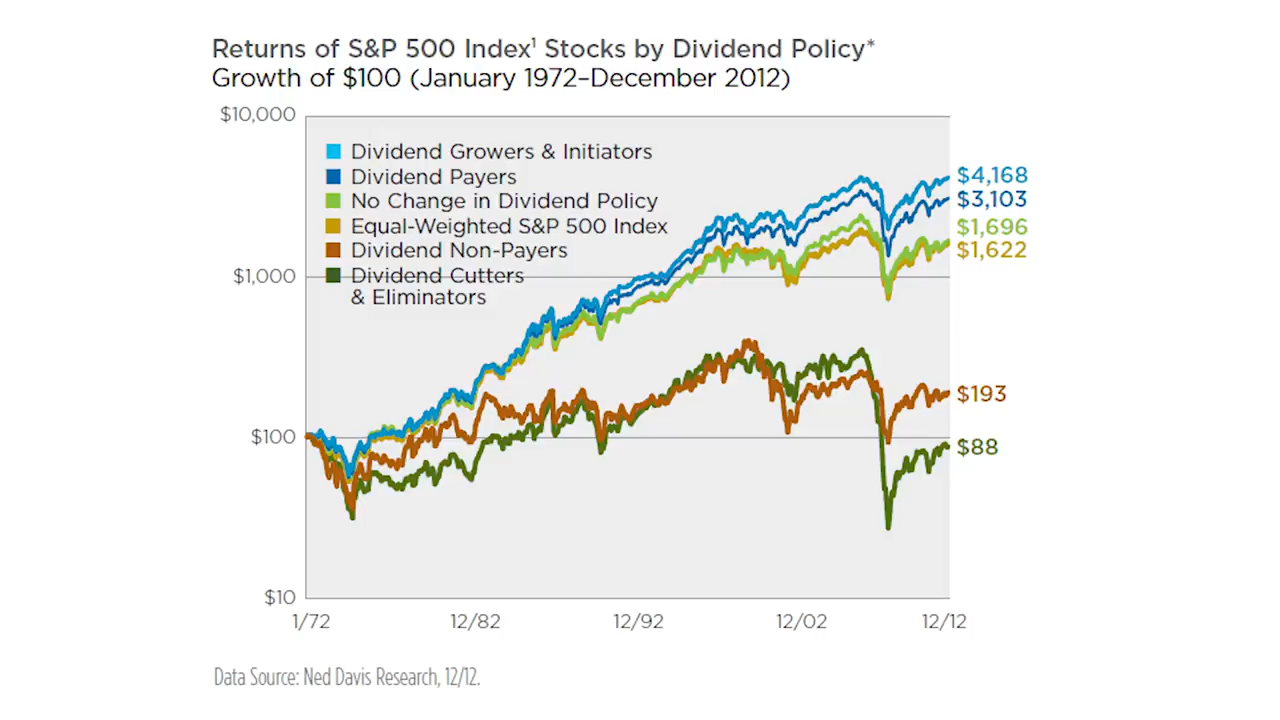 Returns of S&P 500 Index¹ Stocks by Dividend Policy*
Growth of $100 (January 1972–December 2012)
$10,000
Dividend Growers & Initiators
Dividend Payers
No Change in Dividend Policy
Equal-Weighted S&P 500 Index
Dividend Non-Payers
Dividend Cutters
& Eliminators
$4,168
$3,103
$1,696
$1,622
$1,000
$193
$100
$88
$10
1/72 12/82 12/92 12/02 12/12
Data Source: Ned Davis Research, 12/12.